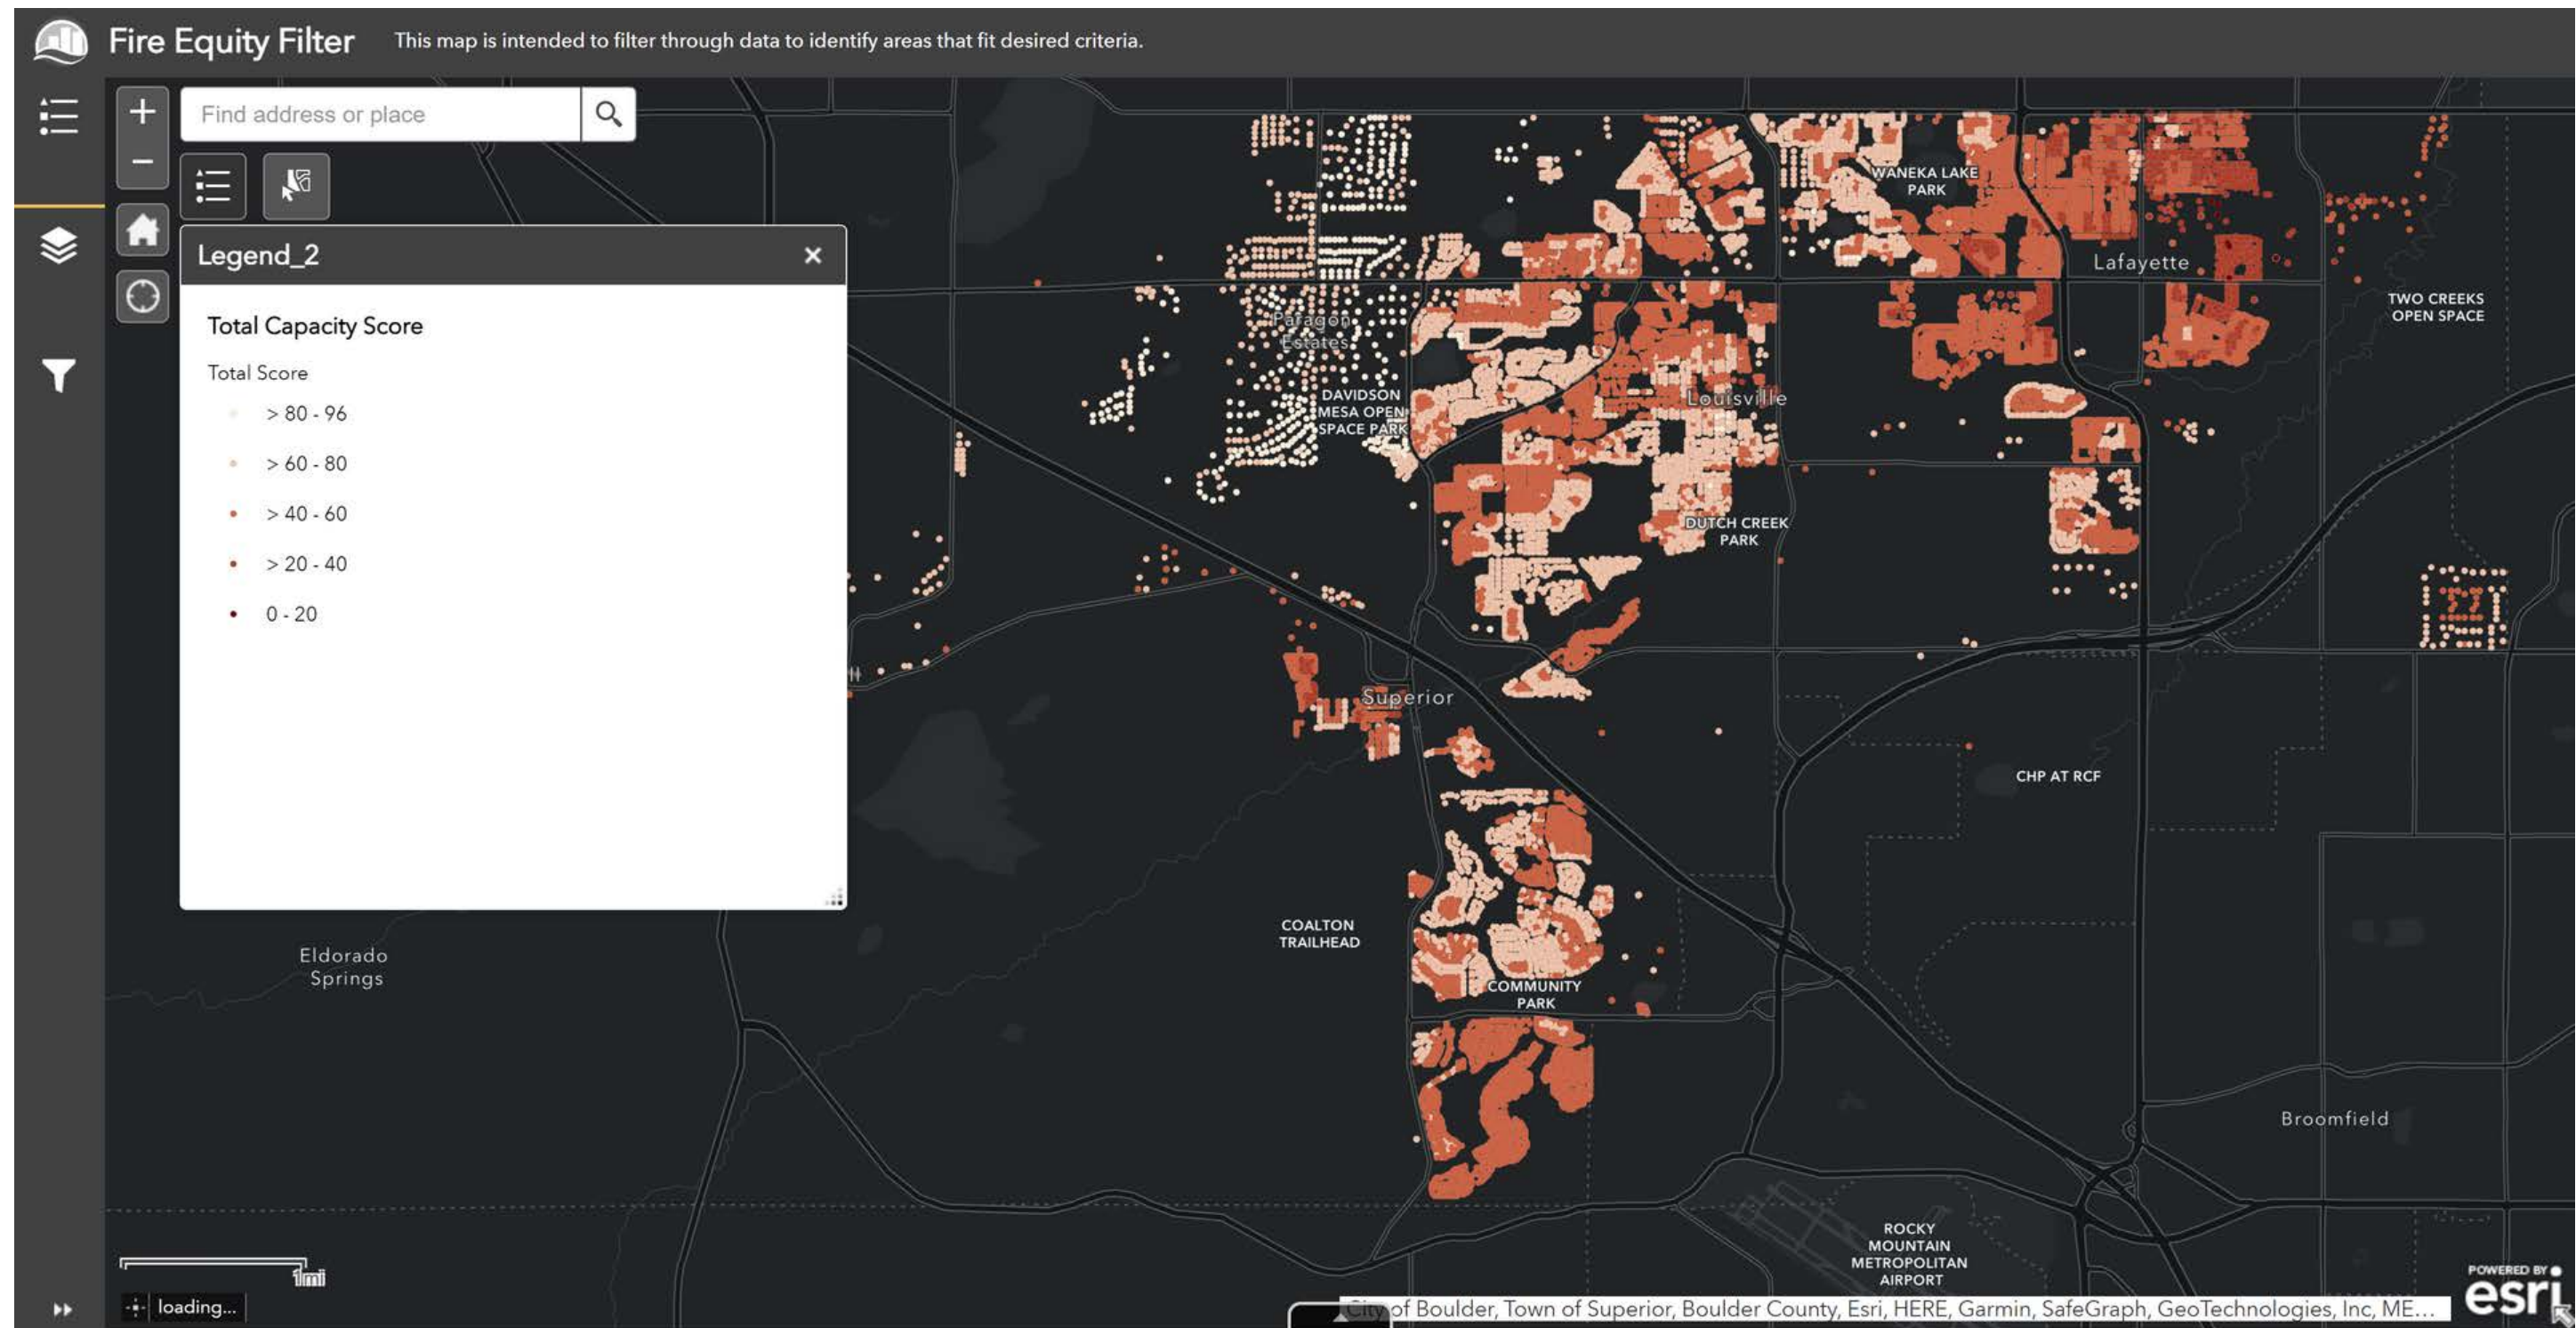 Fire Equity Filter
This map is intended to filter through data to identify areas that fit desired criteria.
Find address or place
Legend_2
Total Capacity Score
Total Score
> 80 - 96
> 60 - 80
> 40 - 60
> 20 - 40
0 - 20
WANEKA LAKE
PARK
Lafayette
TWO CREEKS
OPEN SPACE
Paragon
Estates
DAVIDSON
MESA OPEN
SPACE PARK
Louisville
DUTCH CREEK
PARK
Superior
CHP AT RCF
COALTON
TRAILHEAD
Eldorado
Springs
COMMUNITY
PARK
Broomfield
ROCKY
MOUNTAIN
METROPOLITAN
AIRPORT
1mi
loading...
City of Boulder, Town of Superior, Boulder County, Esri, HERE, Garmin, SafeGraph, GeoTechnologies, Inc, ME...
POWERED BY
esri